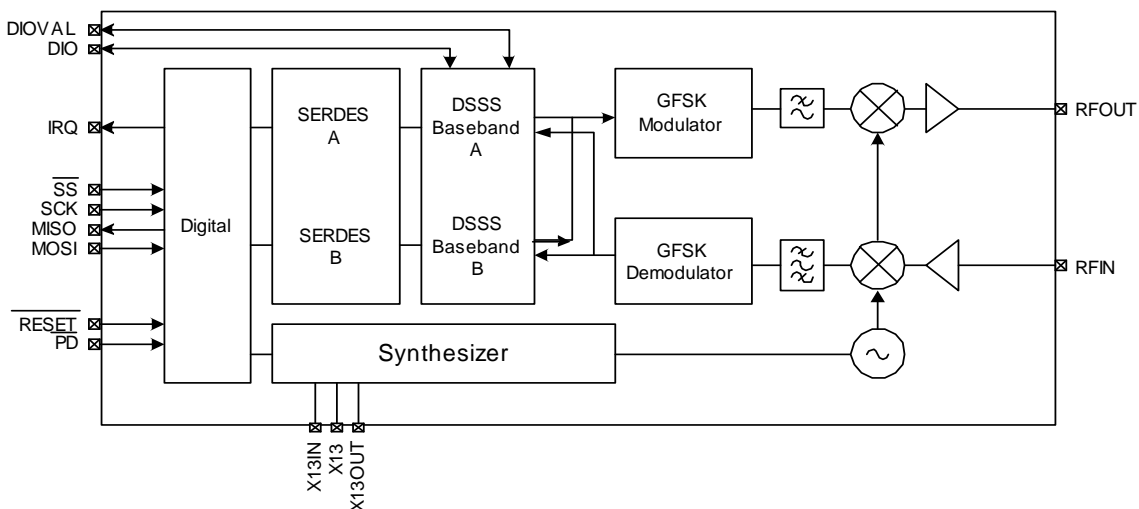 DIOVAL
DIO
IRQ
SS
SCK
MISO
MOSI
RESET
PD
Digital
SERDES
A
SERDES
B
DSSS
Baseband
A
DSSS
Baseband
B
GFSK
Modulator
GFSK
Demodulator
RFOUT
RFIN
Synthesizer
X13IN
X13
X13OUT